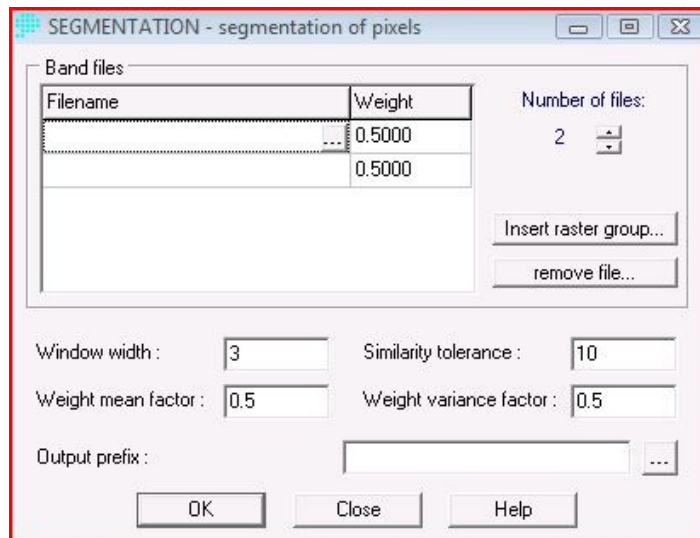 SEGMENTATION - segmentation of pixels
Band files
Filename Weight
... 0.5000
0.5000
Number of files:
2
Insert raster group...
remove file...
Window width : 3 Similarity tolerance : 10
Weight mean factor : 0.5 Weight variance factor : 0.5
Output prefix : ...
OK Close Help